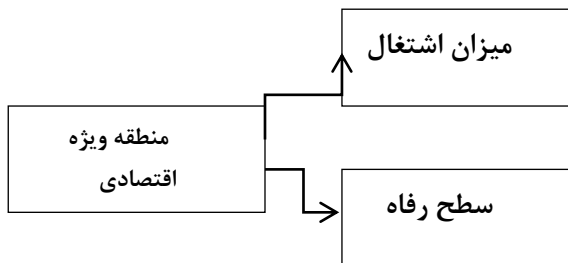 میزان اشتغال
منطقه ویژه
اقتصادی
سطح رفاه